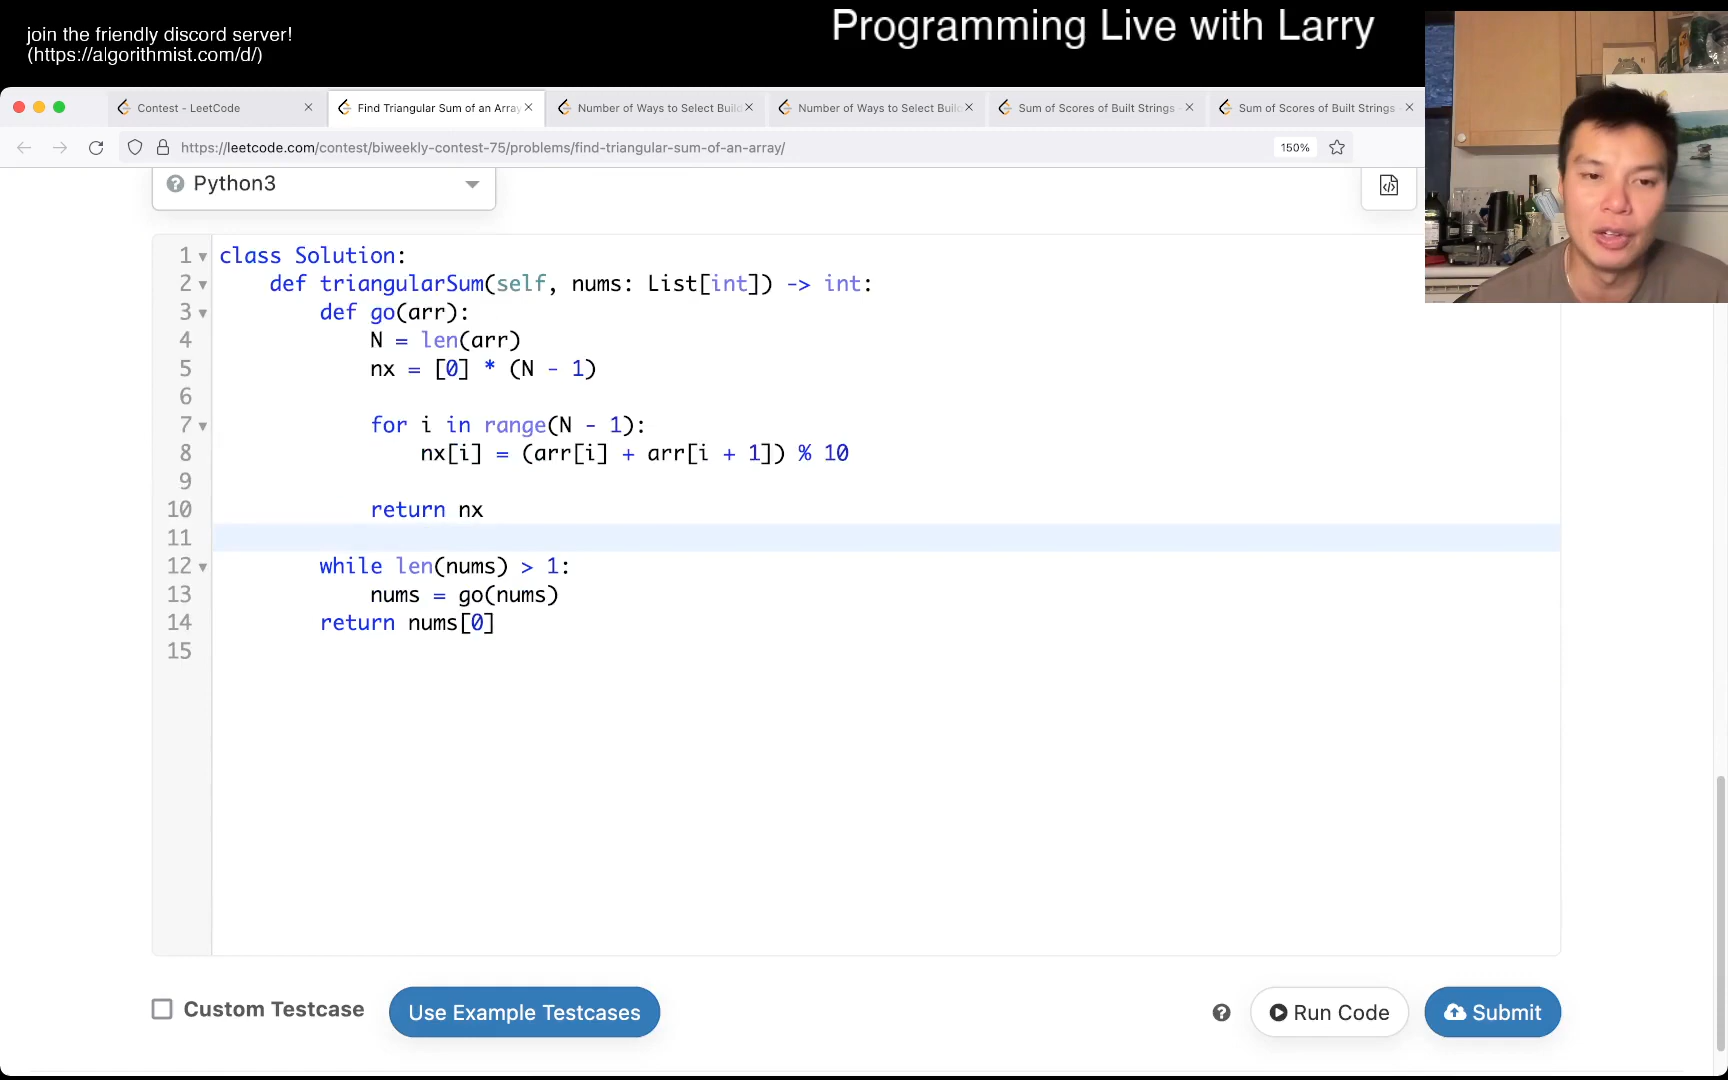 join the friendly discord server!
(https://algorithmist.com/d/)
Programming Live with Larry
Contest - LeetCode
Find Triangular Sum of an Array
Number of Ways to Select Build
Number of Ways to Select Build
Sum of Scores of Built Strings -
Sum of Scores of Built Strings -
https://leetcode.com/contest/biweekly-contest-75/problems/find-triangular-sum-of-an-array/
150%
Python3
1 class Solution:
2 def triangularSum(self, nums: List[int]) -> int:
3 def go(arr):
4 N = len(arr)
5 nx = [0] * (N - 1)
6
7 for i in range(N - 1):
8 nx[i] = (arr[i] + arr[i + 1]) % 10
9
10 return nx
11
12 while len(nums) > 1:
13 nums = go(nums)
14 return nums[0]
15
Custom Testcase
Use Example Testcases
Run Code
Submit